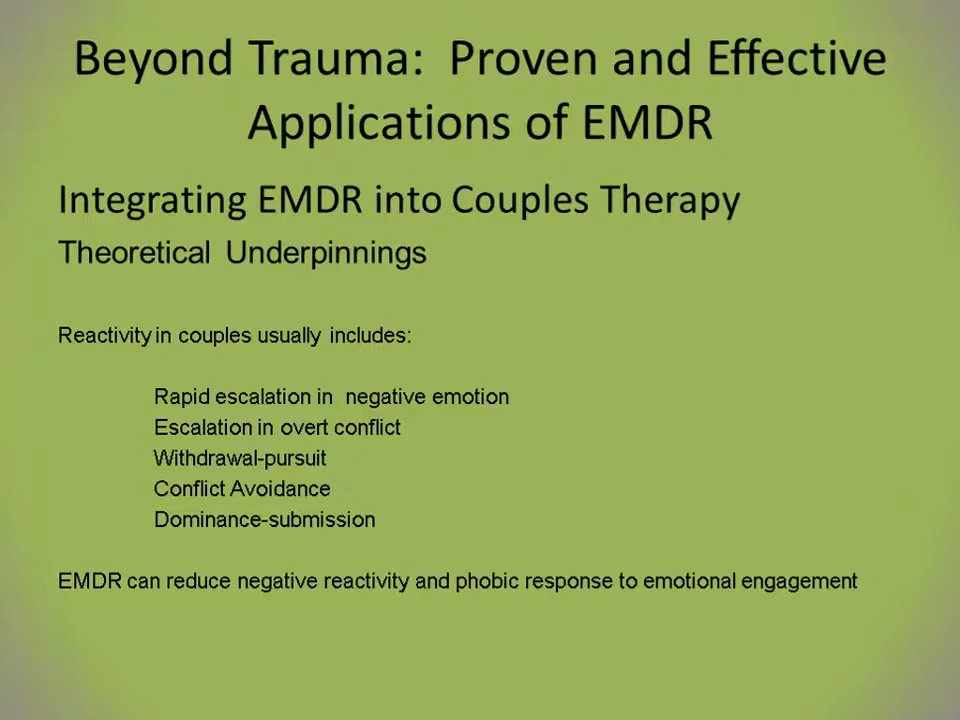 Beyond Trauma:  Proven and Effective
Applications of EMDR
Integrating EMDR into Couples Therapy
Theoretical Underpinnings
Reactivity in couples usually includes:
Rapid escalation in  negative emotion
Escalation in overt conflict
Withdrawal-pursuit
Conflict Avoidance
Dominance-submission
EMDR can reduce negative reactivity and phobic response to emotional engagement